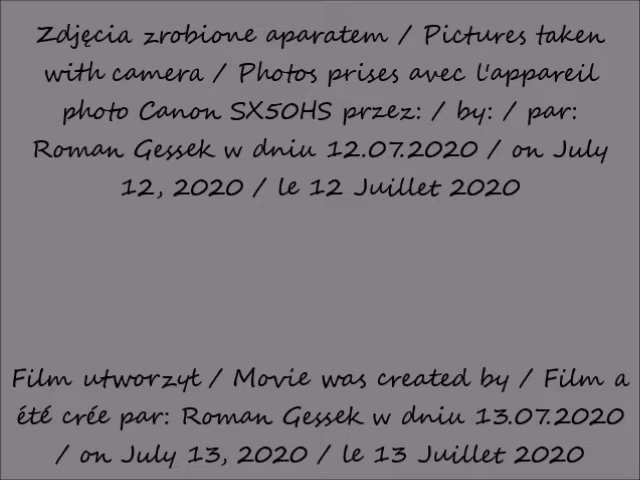 Zdjęcia zrobione aparatem / Pictures taken
with camera / Photos prises avec l'appareil
photo Canon SX50HS przez: / by: / par:
Roman Gessek w dniu 12.07.2020 / on July
12, 2020 / le 12 Juillet 2020
Film utworzył / Movie was created by / Film a
été crée par: Roman Gessek w dniu 13.07.2020
/ on July 13, 2020 / le 13 Juillet 2020